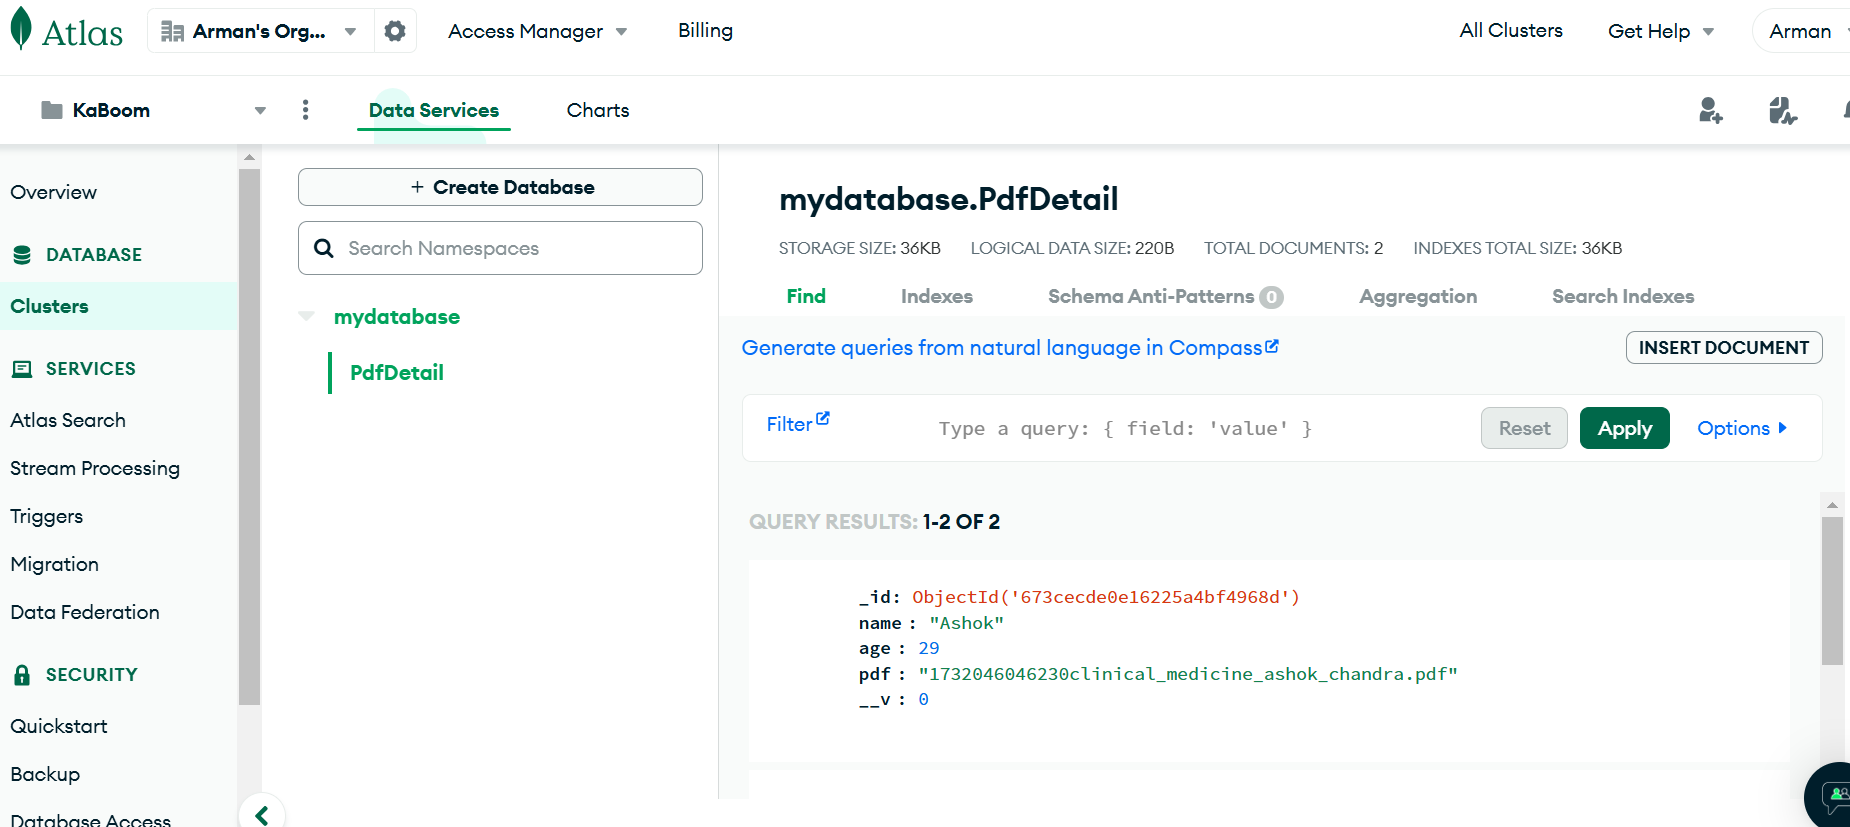 Atlas
Arman's Org...
Access Manager
Billing
All Clusters
Get Help
Arman
KaBoom
Data Services
Charts
Overview
DATABASE
Clusters
SERVICES
Atlas Search
Stream Processing
Triggers
Migration
Data Federation
SECURITY
Quickstart
Backup
Database Access
+ Create Database
Search Namespaces
mydatabase
PdfDetail
mydatabase.PdfDetail
STORAGE SIZE: 36KB LOGICAL DATA SIZE: 220B TOTAL DOCUMENTS: 2 INDEXES TOTAL SIZE: 36KB
Find Indexes Schema Anti-Patterns 0 Aggregation Search Indexes
Generate queries from natural language in Compass
INSERT DOCUMENT
Filter
Type a query: { field: 'value' }
Reset
Apply
Options
QUERY RESULTS: 1-2 OF 2
_id: ObjectId('673cecde0e16225a4bf4968d')
name : "Ashok"
age : 29
pdf : "1732046046230clinical_medicine_ashok_chandra.pdf"
__v : 0